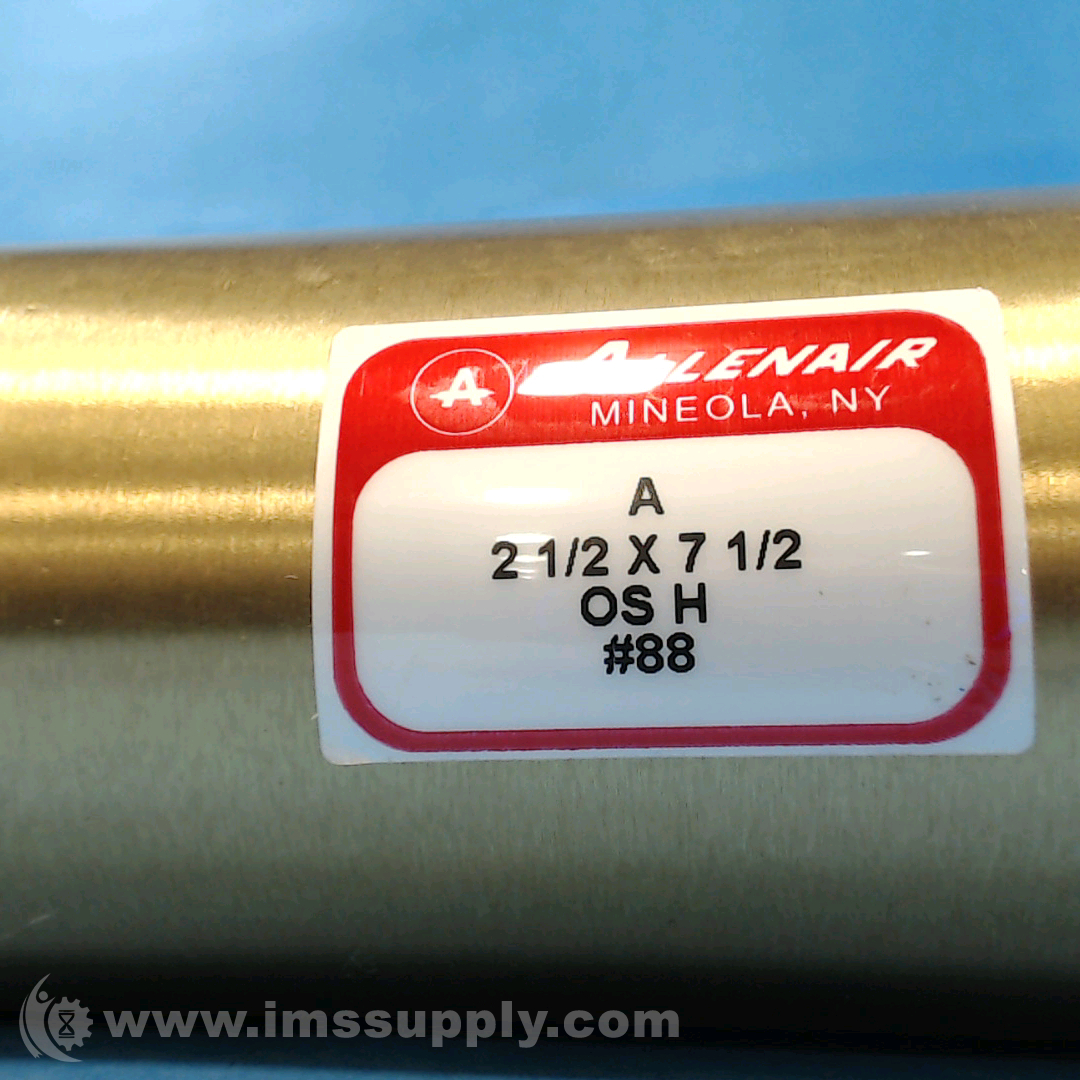 A ALLENAIR
MINEOLA, NY
A
2 1/2 X 7 1/2
OS H
#88
www.imssupply.com